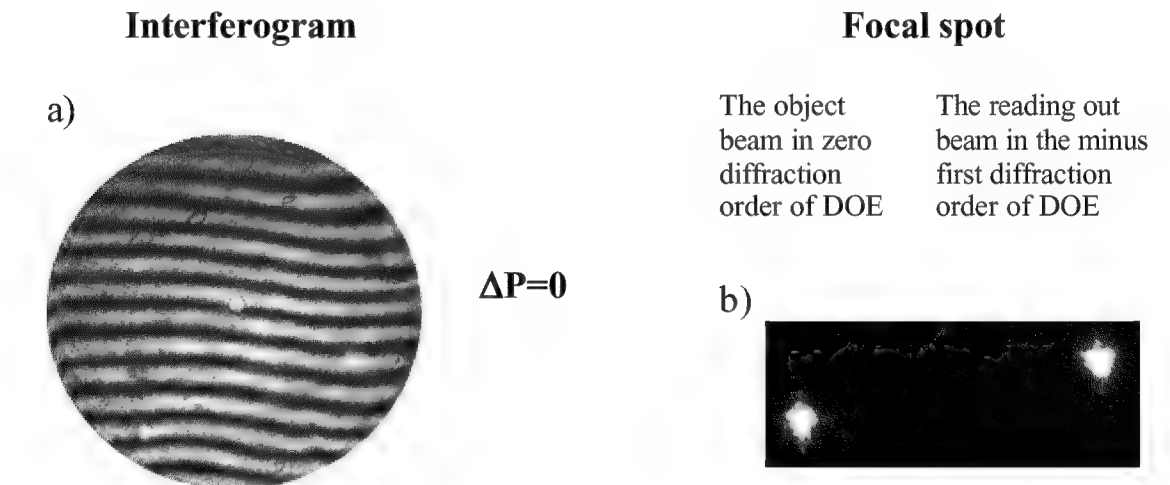 Interferogram
Focal spot
a)
The object
beam in zero
diffraction
order of DOE
The reading out
beam in the minus
first diffraction
order of DOE
ΔP=0
b)